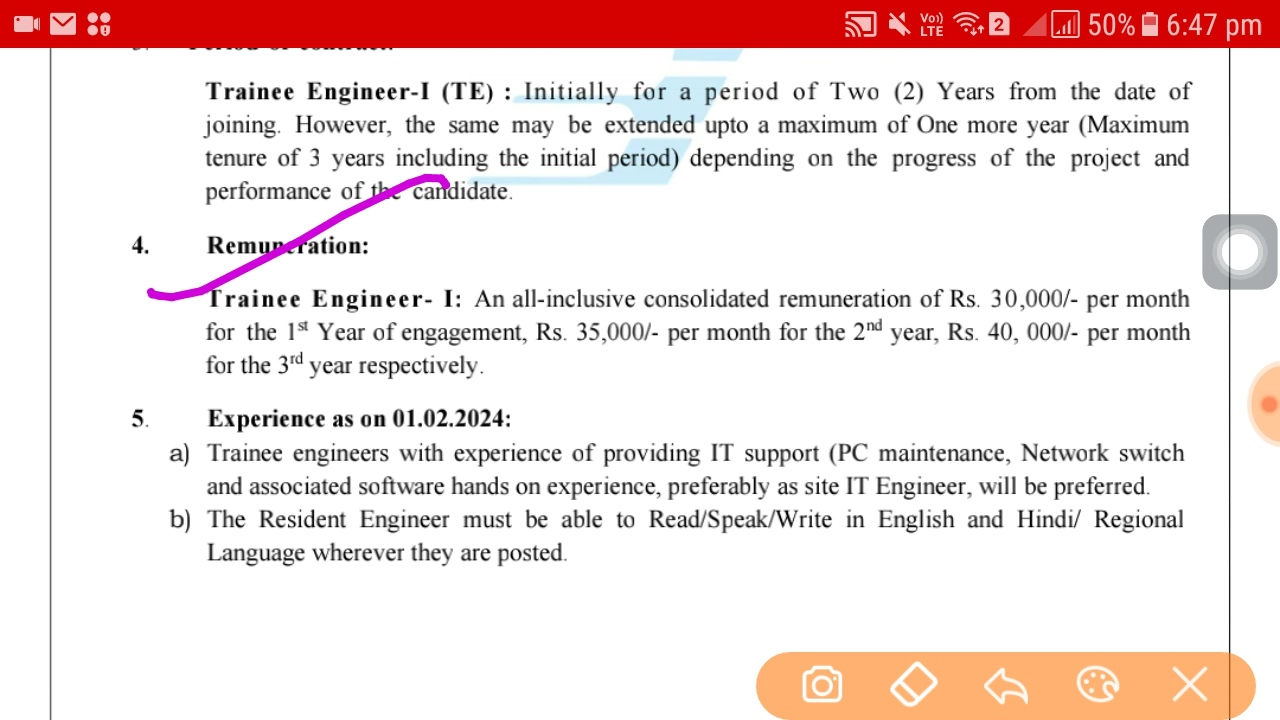 Vo)) LTE 2 50% 6:47 pm
Trainee Engineer-I (TE) : Initially for a period of Two (2) Years from the date of
joining. However, the same may be extended upto a maximum of One more year (Maximum
tenure of 3 years including the initial period) depending on the progress of the project and
performance of the candidate.
4. Remuneration:
Trainee Engineer- I: An all-inclusive consolidated remuneration of Rs. 30,000/- per month
for the 1st Year of engagement, Rs. 35,000/- per month for the 2nd year, Rs. 40, 000/- per month
for the 3rd year respectively.
5. Experience as on 01.02.2024:
a) Trainee engineers with experience of providing IT support (PC maintenance, Network switch
and associated software hands on experience, preferably as site IT Engineer, will be preferred.
b) The Resident Engineer must be able to Read/Speak/Write in English and Hindi/ Regional
Language wherever they are posted.